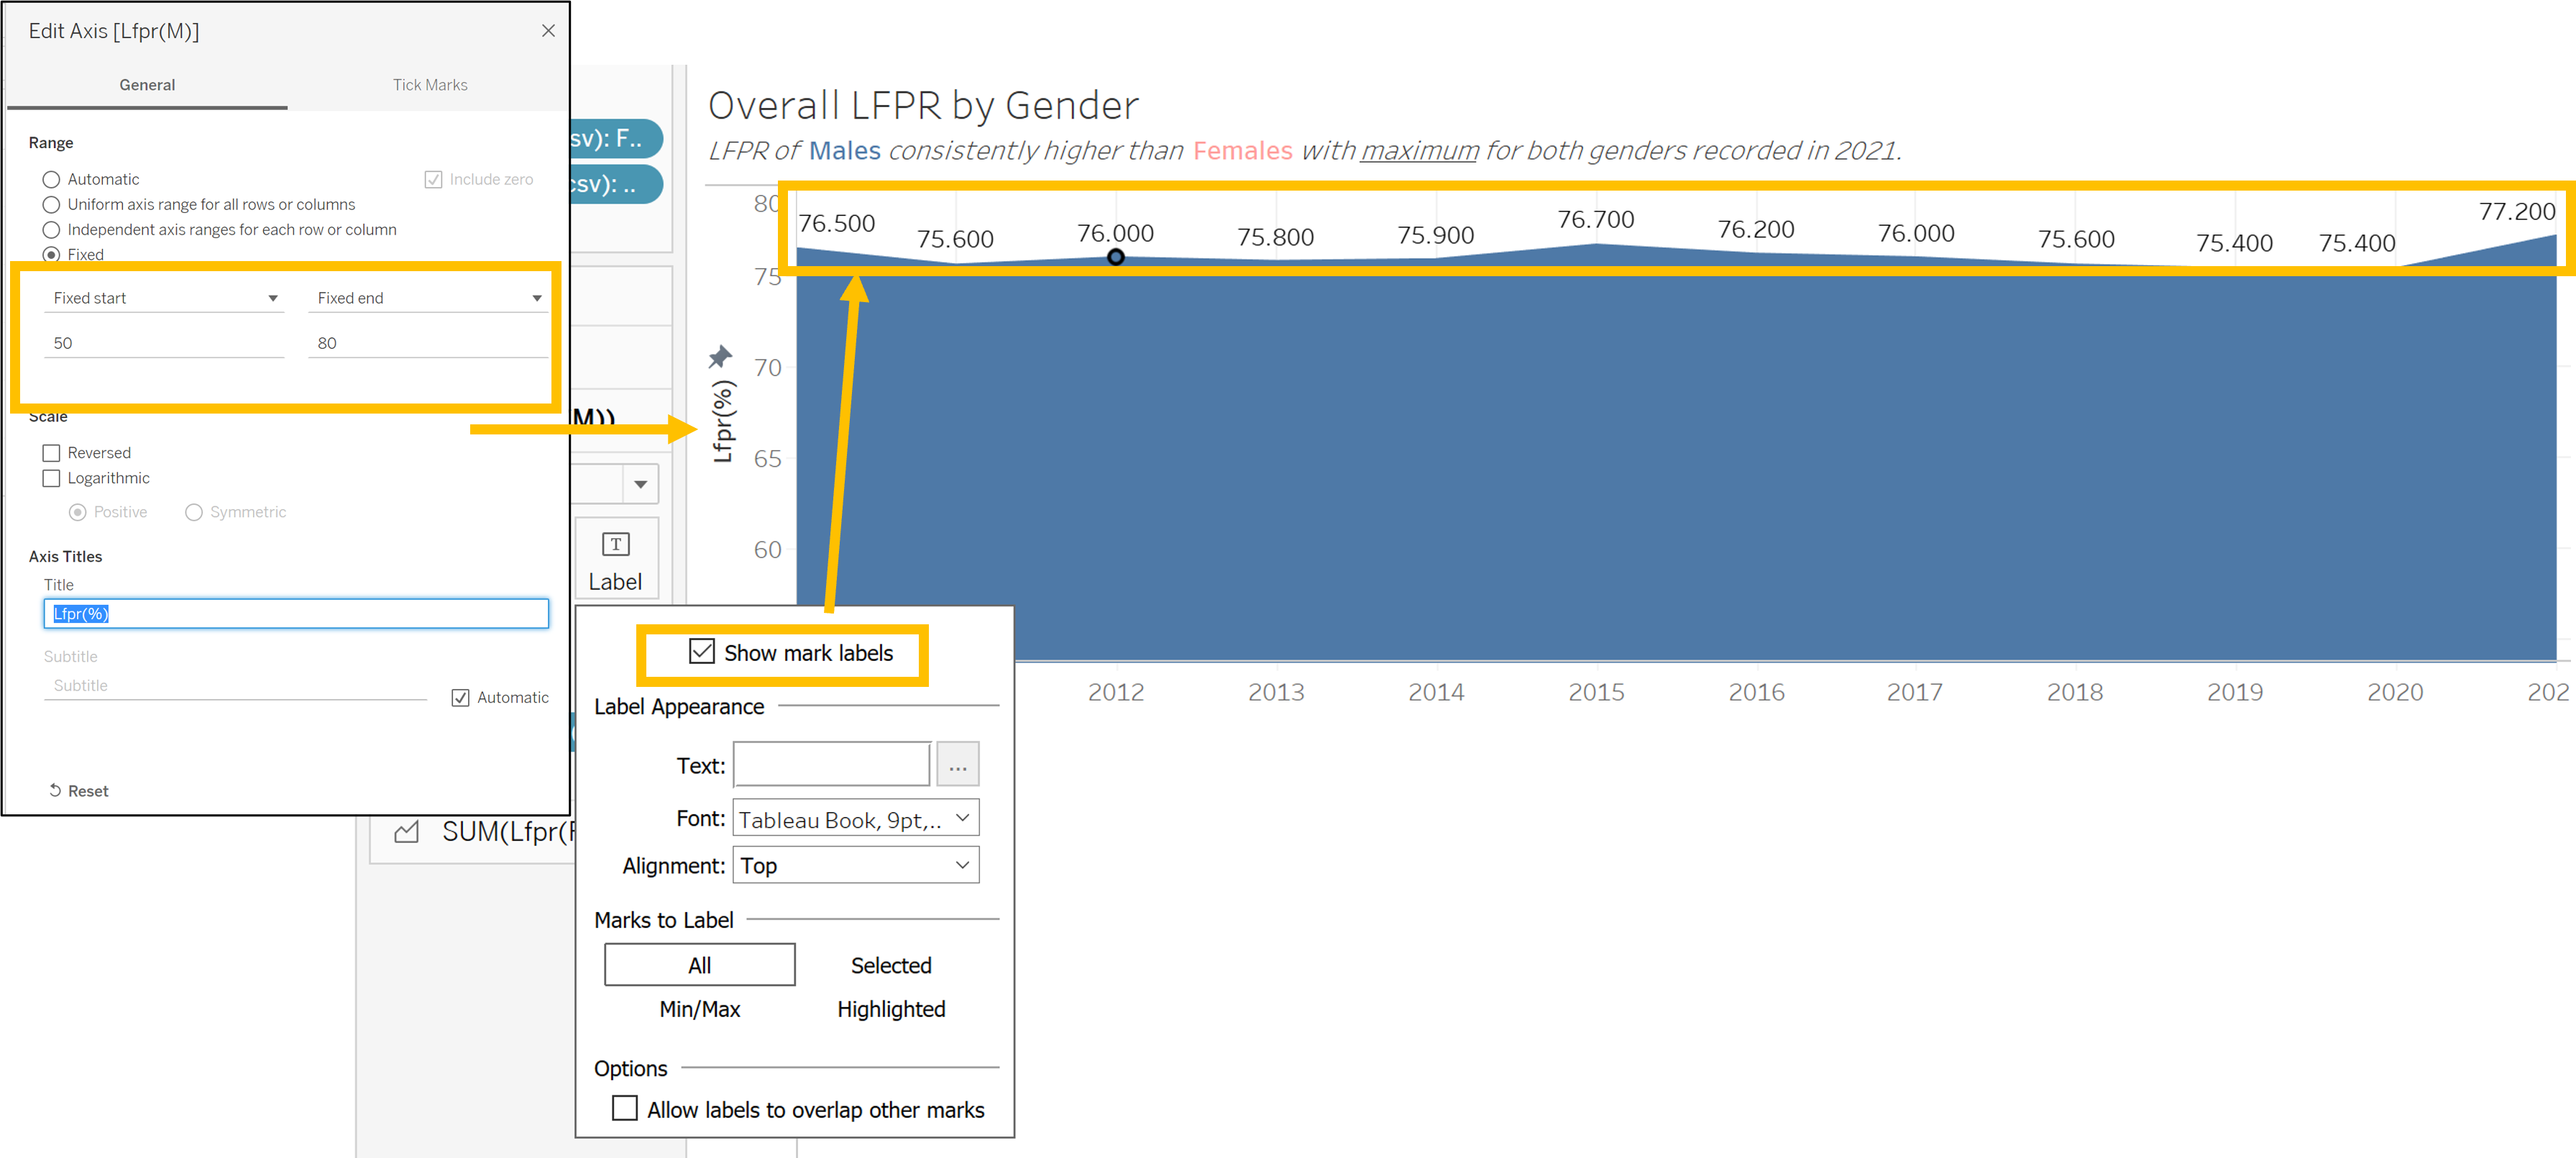 Edit Axis [Lfpr(M)]
General
Tick Marks
Range
Automatic
Include zero
Uniform axis range for all rows or columns
Independent axis ranges for each row or column
Fixed
Fixed start
Fixed end
50
80
Scale
Reversed
Logarithmic
Positive
Symmetric
Axis Titles
Title
Lfpr(%)
Subtitle
Subtitle
Automatic
Reset
sv): F..
csv): ..
(M))
T
Label
SUM(Lfpr(F
Show mark labels
Label Appearance
Text:
...
Font:
Tableau Book, 9pt,..
Alignment:
Top
Marks to Label
All
Selected
Min/Max
Highlighted
Options
Allow labels to overlap other marks
Overall LFPR by Gender
LFPR of Males consistently higher than Females with maximum for both genders recorded in 2021.
80
75
70
65
60
Lfpr(%)
76.500
75.600
76.000
75.800
75.900
76.700
76.200
76.000
75.600
75.400
75.400
77.200
2012
2013
2014
2015
2016
2017
2018
2019
2020
202